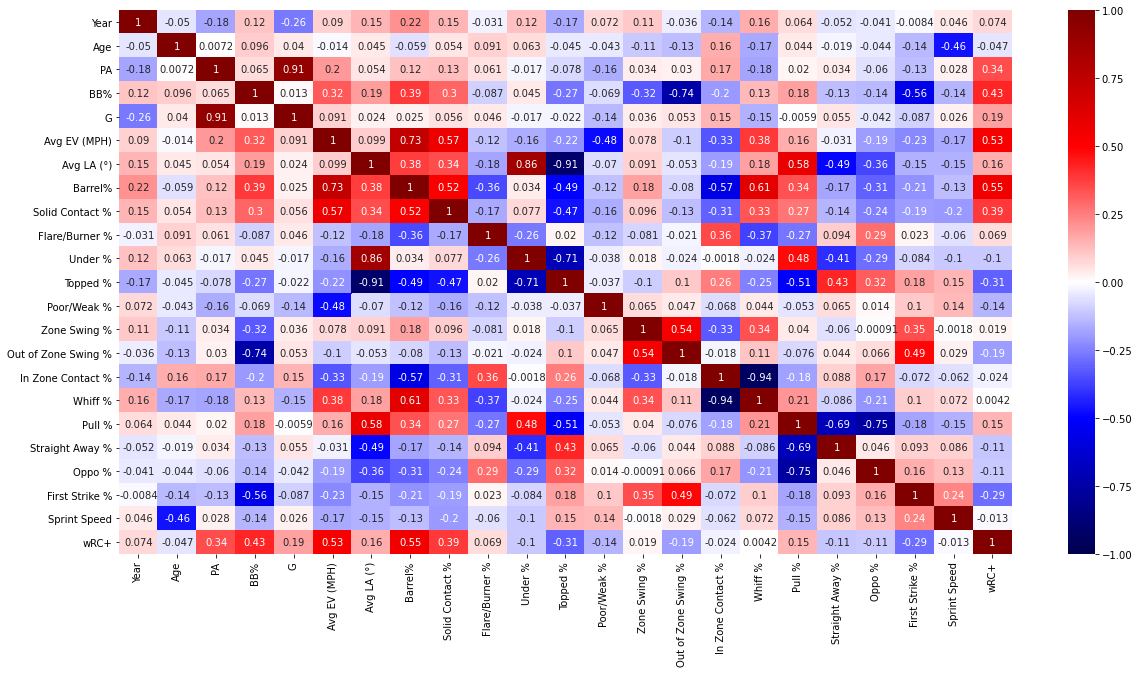 Year 1 -0.05 -0.18 0.12 -0.26 0.09 0.15 0.22 0.15 -0.031 0.12 -0.17 0.072 0.11 -0.036 -0.14 0.16 0.064 -0.052 -0.041 -0.0084 0.046 0.074
Age -0.05 1 0.0072 0.096 0.04 -0.014 0.045 -0.059 0.054 0.091 0.063 -0.045 -0.043 -0.11 -0.13 0.16 -0.17 0.044 -0.019 -0.044 -0.14 -0.46 -0.047
PA -0.18 0.0072 1 0.065 0.91 0.2 0.054 0.12 0.13 0.061 -0.017 -0.078 -0.16 0.034 0.03 0.17 -0.18 0.02 0.034 -0.06 -0.13 0.028 0.34
BB% 0.12 0.096 0.065 1 0.013 0.32 0.19 0.39 0.3 -0.087 0.045 -0.27 -0.069 -0.32 -0.74 -0.2 0.13 0.18 -0.13 -0.14 -0.56 -0.14 0.43
G -0.26 0.04 0.91 0.013 1 0.091 0.024 0.025 0.056 0.046 -0.017 -0.022 -0.14 0.036 0.053 0.15 -0.15 -0.0059 0.055 -0.042 -0.087 0.026 0.19
Avg EV (MPH) 0.09 -0.014 0.2 0.32 0.091 1 0.099 0.73 0.57 -0.12 -0.16 -0.22 -0.48 0.078 -0.1 -0.33 0.38 0.16 -0.031 -0.19 -0.23 -0.17 0.53
Avg LA (°) 0.15 0.045 0.054 0.19 0.024 0.099 1 0.38 0.34 -0.18 0.86 -0.91 -0.07 0.091 -0.053 -0.19 0.18 0.58 -0.49 -0.36 -0.15 -0.15 0.16
Barrel% 0.22 -0.059 0.12 0.39 0.025 0.73 0.38 1 0.52 -0.36 0.034 -0.49 -0.12 0.18 -0.08 -0.57 0.61 0.34 -0.17 -0.31 -0.21 -0.13 0.55
Solid Contact % 0.15 0.054 0.13 0.3 0.056 0.57 0.34 0.52 1 -0.17 0.077 -0.47 -0.16 0.096 -0.13 -0.31 0.33 0.27 -0.14 -0.24 -0.19 -0.2 0.39
Flare/Burner % -0.031 0.091 0.061 -0.087 0.046 -0.12 -0.18 -0.36 -0.17 1 -0.26 0.02 -0.12 -0.081 -0.021 0.36 -0.37 -0.27 0.094 0.29 0.023 -0.06 0.069
Under % 0.12 0.063 -0.017 0.045 -0.017 -0.16 0.86 0.034 0.077 -0.26 1 -0.71 -0.038 0.018 -0.024 -0.0018 -0.024 0.48 -0.41 -0.29 -0.084 -0.1 -0.1
Topped % -0.17 -0.045 -0.078 -0.27 -0.022 -0.22 -0.91 -0.49 -0.47 0.02 -0.71 1 -0.037 -0.1 0.1 0.26 -0.25 -0.51 0.43 0.32 0.18 0.15 -0.31
Poor/Weak % 0.072 -0.043 -0.16 -0.069 -0.14 -0.48 -0.07 -0.12 -0.16 -0.12 -0.038 -0.037 1 0.065 0.047 -0.068 0.044 -0.053 0.065 0.014 0.1 0.14 -0.14
Zone Swing % 0.11 -0.11 0.034 -0.32 0.036 0.078 0.091 0.18 0.096 -0.081 0.018 -0.1 0.065 1 0.54 -0.33 0.34 0.04 -0.06 -0.00091 0.35 -0.0018 0.019
Out of Zone Swing % -0.036 -0.13 0.03 -0.74 0.053 -0.1 -0.053 -0.08 -0.13 -0.021 -0.024 0.1 0.047 0.54 1 -0.018 0.11 -0.076 0.044 0.066 0.49 0.029 -0.19
In Zone Contact % -0.14 0.16 0.17 -0.2 0.15 -0.33 -0.19 -0.57 -0.31 0.36 -0.0018 0.26 -0.068 -0.33 -0.018 1 -0.94 -0.18 0.088 0.17 -0.072 -0.062 -0.024
Whiff % 0.16 -0.17 -0.18 0.13 -0.15 0.38 0.18 0.61 0.33 -0.37 -0.024 -0.25 0.044 0.34 0.11 -0.94 1 0.21 -0.086 -0.21 0.1 0.072 0.0042
Pull % 0.064 0.044 0.02 0.18 -0.0059 0.16 0.58 0.34 0.27 -0.27 0.48 -0.51 -0.053 0.04 -0.076 -0.18 0.21 1 -0.69 -0.75 -0.18 -0.15 0.15
Straight Away % -0.052 -0.019 0.034 -0.13 0.055 -0.031 -0.49 -0.17 -0.14 0.094 -0.41 0.43 0.065 -0.06 0.044 0.088 -0.086 -0.69 1 0.046 0.093 0.086 -0.11
Oppo % -0.041 -0.044 -0.06 -0.14 -0.042 -0.19 -0.36 -0.31 -0.24 0.29 -0.29 0.32 0.014 -0.00091 0.066 0.17 -0.21 -0.75 0.046 1 0.16 0.13 -0.11
First Strike % -0.0084 -0.14 -0.13 -0.56 -0.087 -0.23 -0.15 -0.21 -0.19 0.023 -0.084 0.18 0.1 0.35 0.49 -0.072 0.1 -0.18 0.093 0.16 1 0.24 -0.29
Sprint Speed 0.046 -0.46 0.028 -0.14 0.026 -0.17 -0.15 -0.13 -0.2 -0.06 -0.1 0.15 0.14 -0.0018 0.029 -0.062 0.072 -0.15 0.086 0.13 0.24 1 -0.013
wRC+ 0.074 -0.047 0.34 0.43 0.19 0.53 0.16 0.55 0.39 0.069 -0.1 -0.31 -0.14 0.019 -0.19 -0.024 0.0042 0.15 -0.11 -0.11 -0.29 -0.013 1
Year
Age
PA
BB%
G
Avg EV (MPH)
Avg LA (°)
Barrel%
Solid Contact %
Flare/Burner %
Under %
Topped %
Poor/Weak %
Zone Swing %
Out of Zone Swing %
In Zone Contact %
Whiff %
Pull %
Straight Away %
Oppo %
First Strike %
Sprint Speed
wRC+
1.00
0.75
0.50
0.25
0.00
-0.25
-0.50
-0.75
-1.00